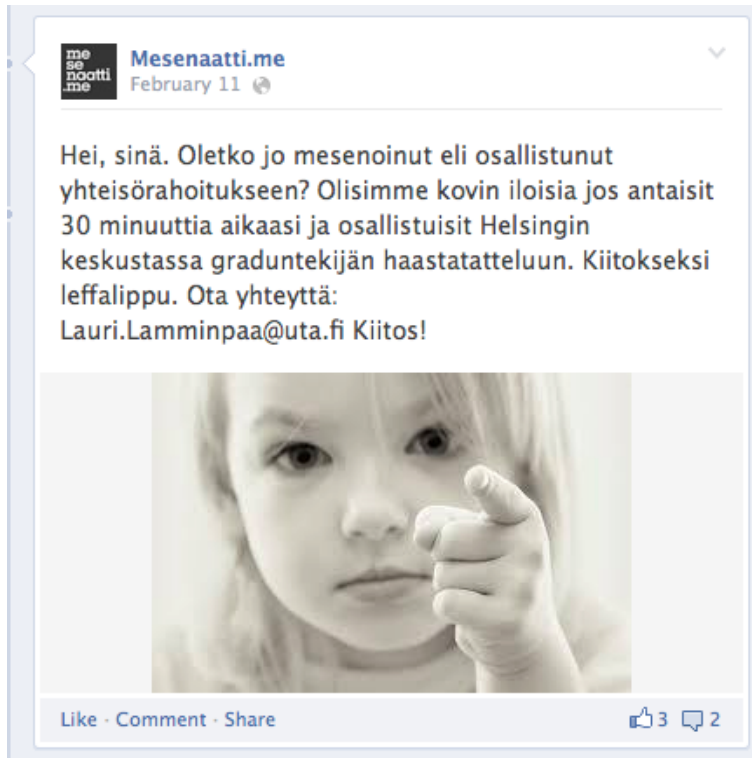 me
se
naatti
.me
Mesenaatti.me
February 11
Hei, sinä. Oletko jo mesenoinut eli osallistunut
yhteisörahoitukseen? Olisimme kovin iloisia jos antaisit
30 minuuttia aikaasi ja osallistuisit Helsingin
keskustassa graduntekijän haastatatteluun. Kiitokseksi
leffalippu. Ota yhteyttä:
Lauri.Lamminpaa@uta.fi Kiitos!
Like · Comment · Share 3 2